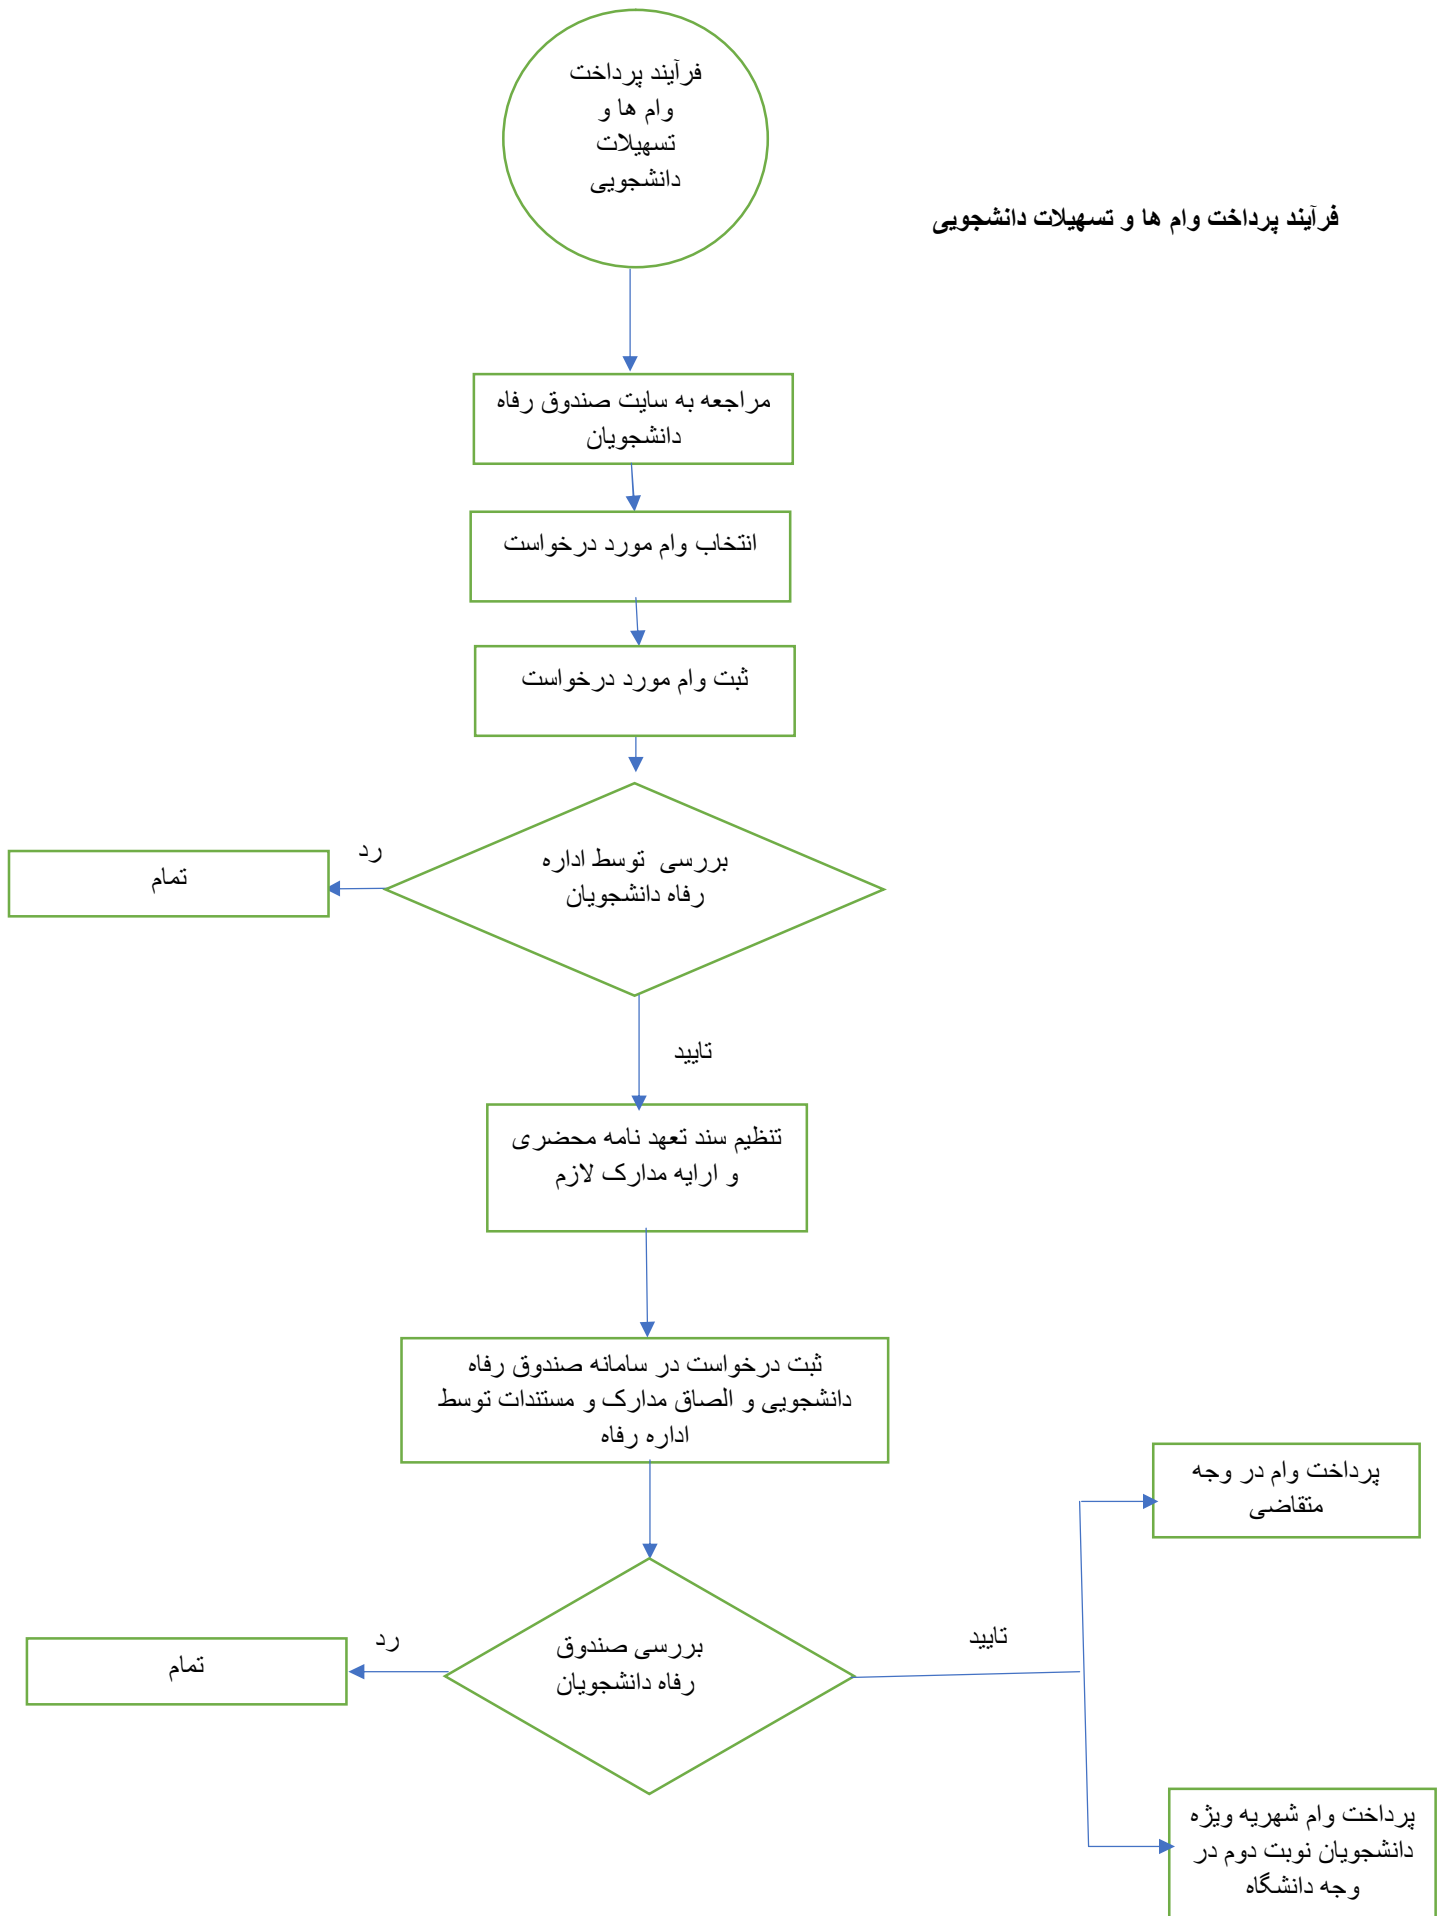 فرآیند پرداخت
وام ها و
تسهیلات
دانشجویی
فرآیند پرداخت وام ها و تسهیلات دانشجویی
مراجعه به سایت صندوق رفاه
دانشجویان
انتخاب وام مورد درخواست
ثبت وام مورد درخواست
بررسی توسط اداره
رفاه دانشجویان
رد
تمام
تایید
تنظیم سند تعهد نامه محضری
و ارایه مدارک لازم
ثبت درخواست در سامانه صندوق رفاه
دانشجویی و الصاق مدارک و مستندات توسط
اداره رفاه
بررسی صندوق
رفاه دانشجویان
رد
تمام
تایید
پرداخت وام در وجه
متقاضی
پرداخت وام شهریه ویژه
دانشجویان نوبت دوم در
وجه دانشگاه